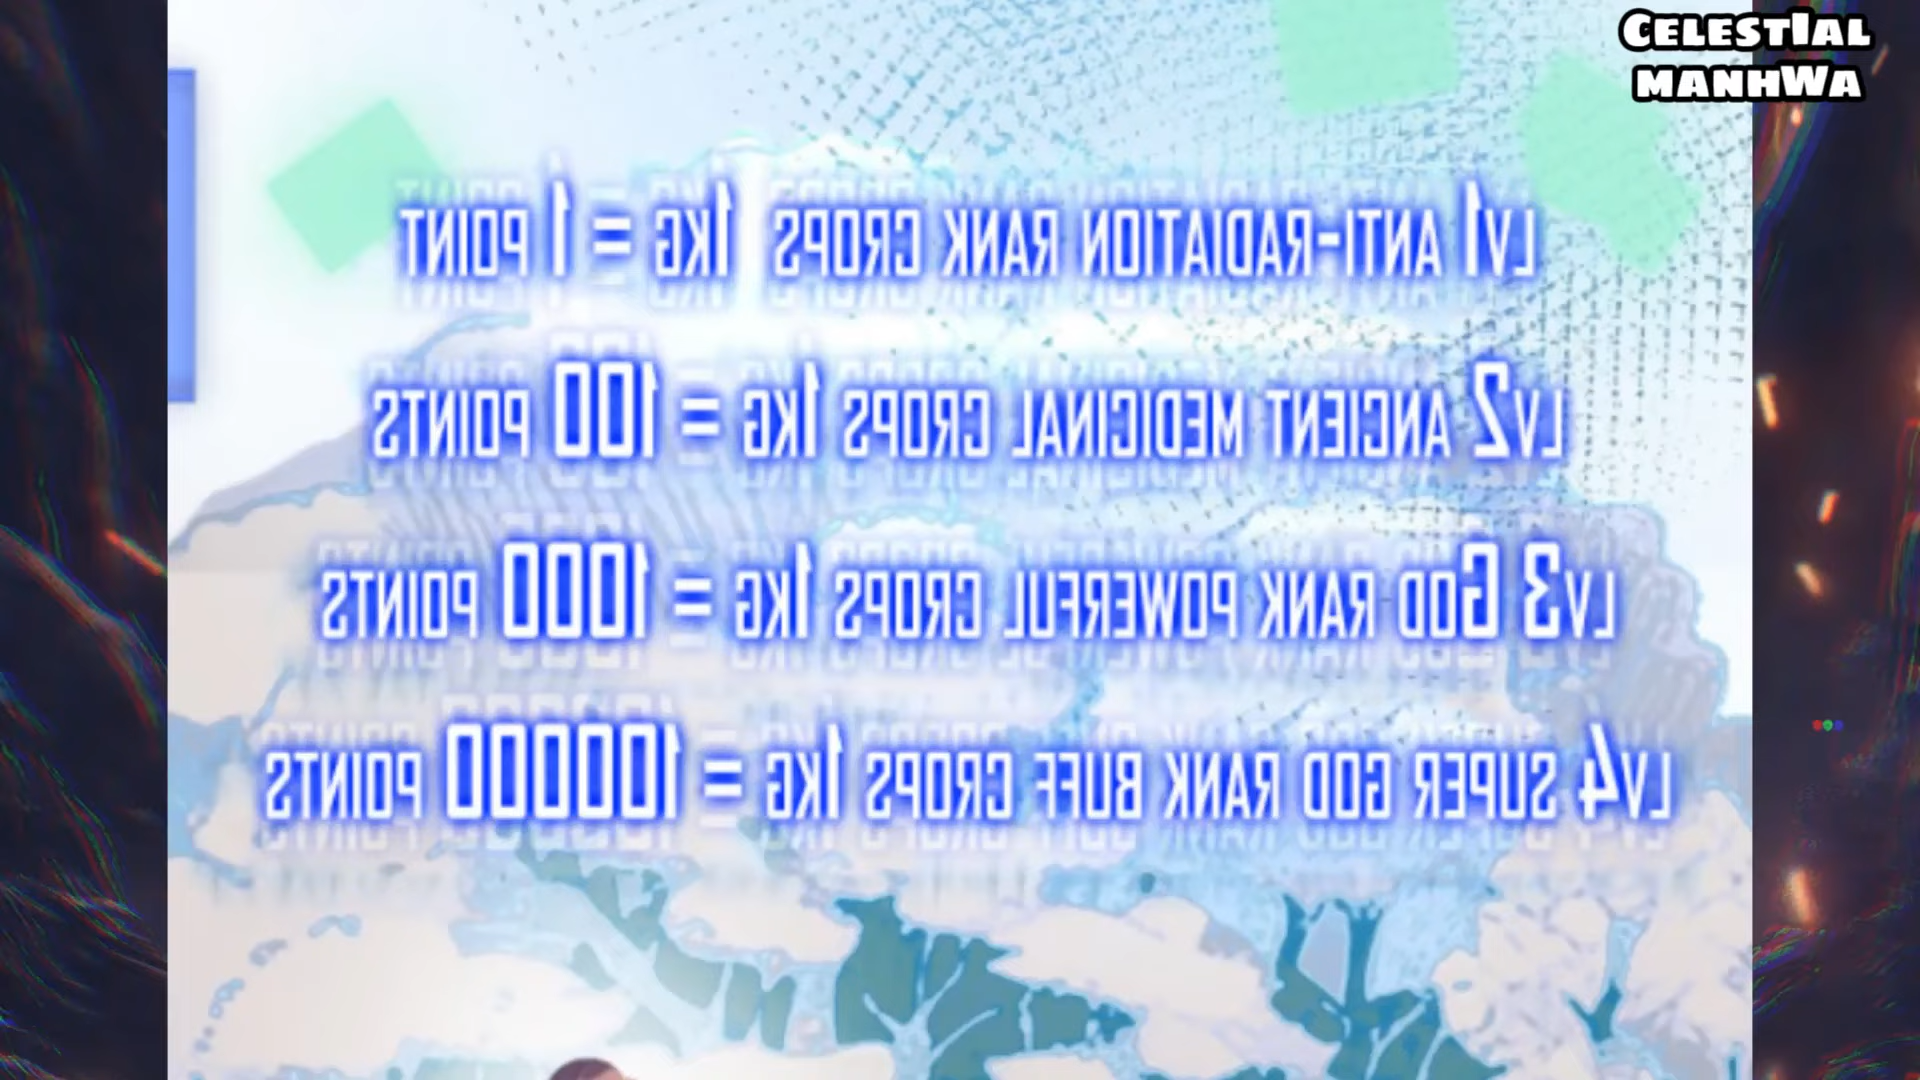 CELESTIAL
MANHWA
LV1 ANTI-RADIATION RANK CROPS 1KG = 1 POINT
LV2 ANCIENT MEDICINAL CROPS 1KG = 100 POINTS
LV3 GOD RANK POWERFUL CROPS 1KG = 1000 POINTS
LV4 SUPER GOD RANK BUFF CROPS 1KG = 100000 POINTS